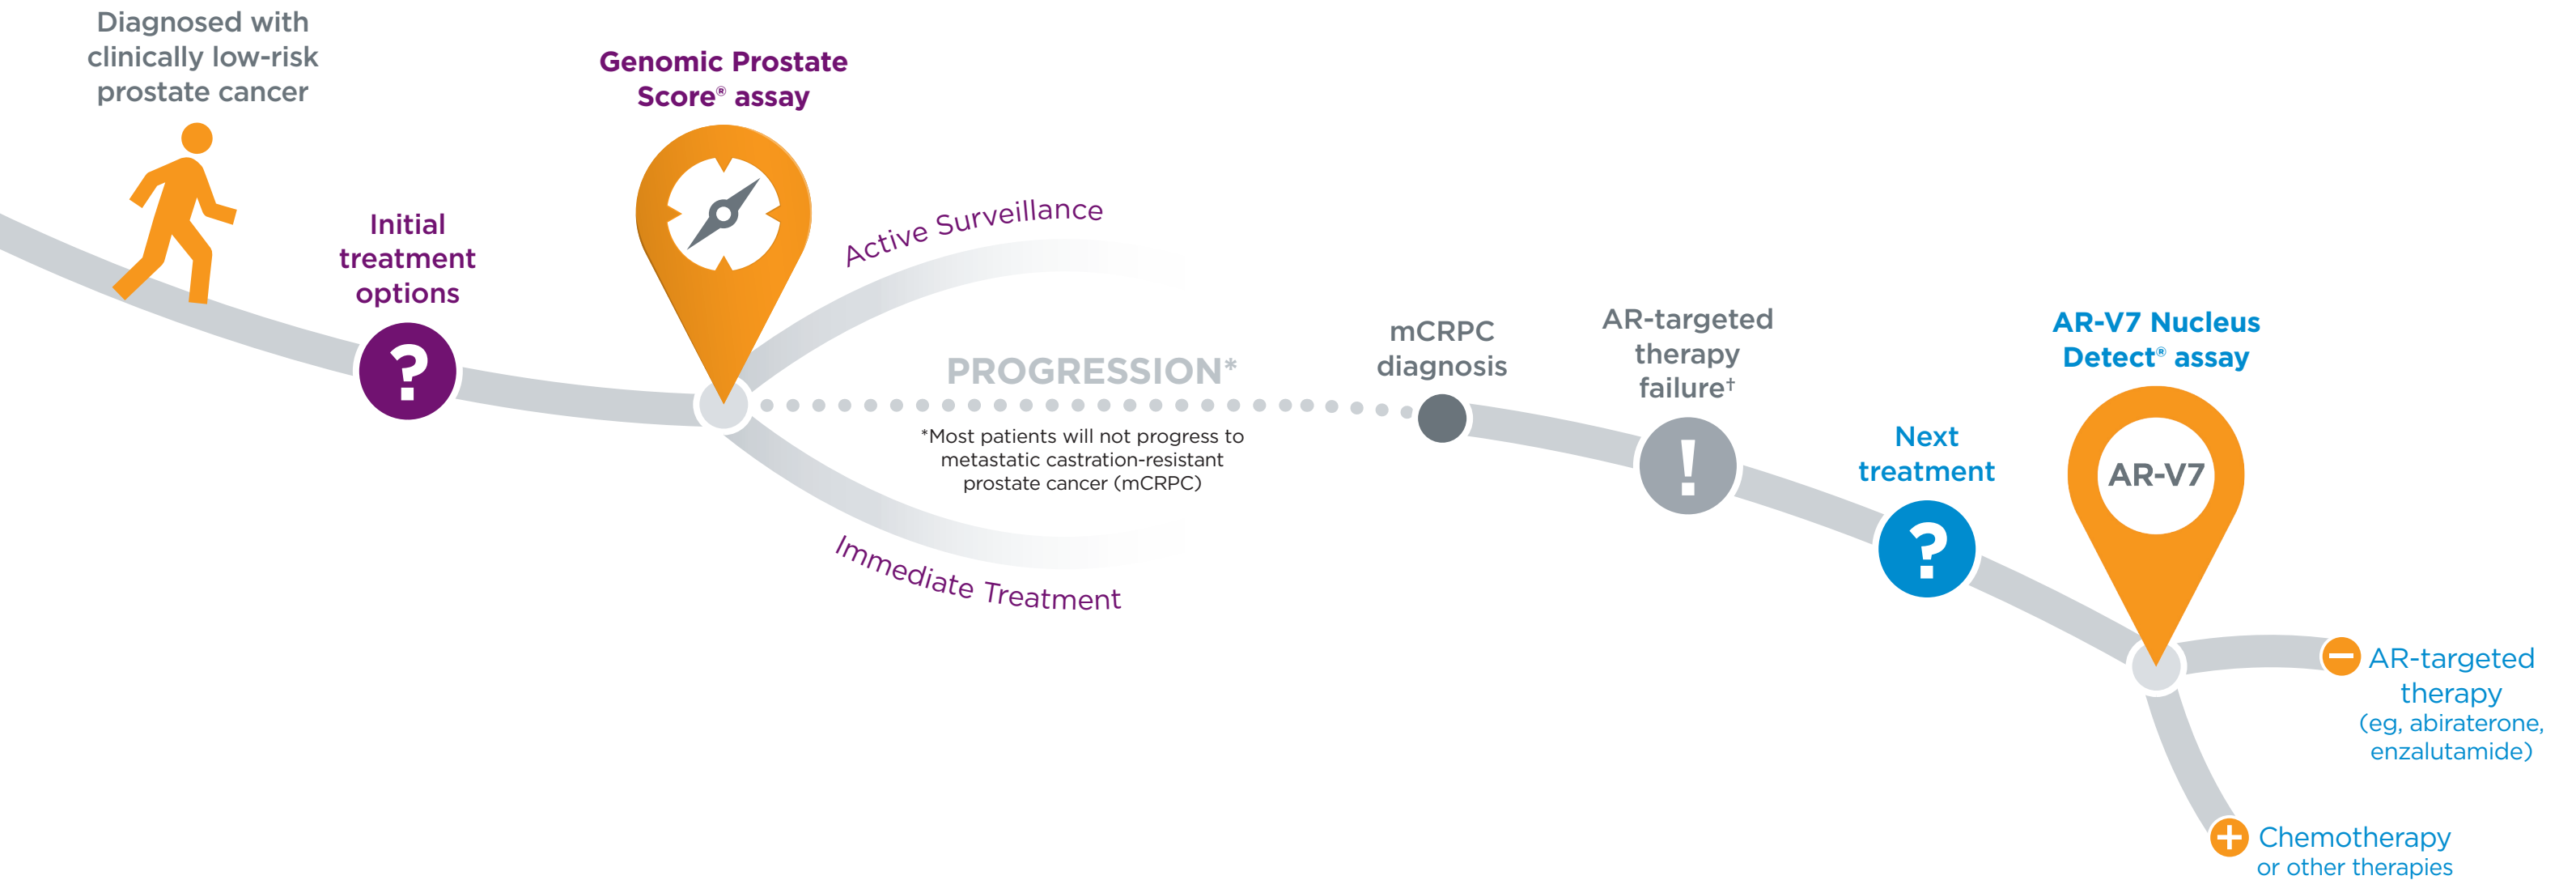 Diagnosed with
clinically low-risk
prostate cancer
Initial
treatment
options
?
Genomic Prostate
Score® assay
Active Surveillance
PROGRESSION*
*Most patients will not progress to
metastatic castration-resistant
prostate cancer (mCRPC)
Immediate Treatment
mCRPC
diagnosis
AR-targeted
therapy
failure†
!
Next
treatment
?
AR-V7 Nucleus
Detect® assay
AR-V7
− AR-targeted
therapy
(eg, abiraterone,
enzalutamide)
+ Chemotherapy
or other therapies